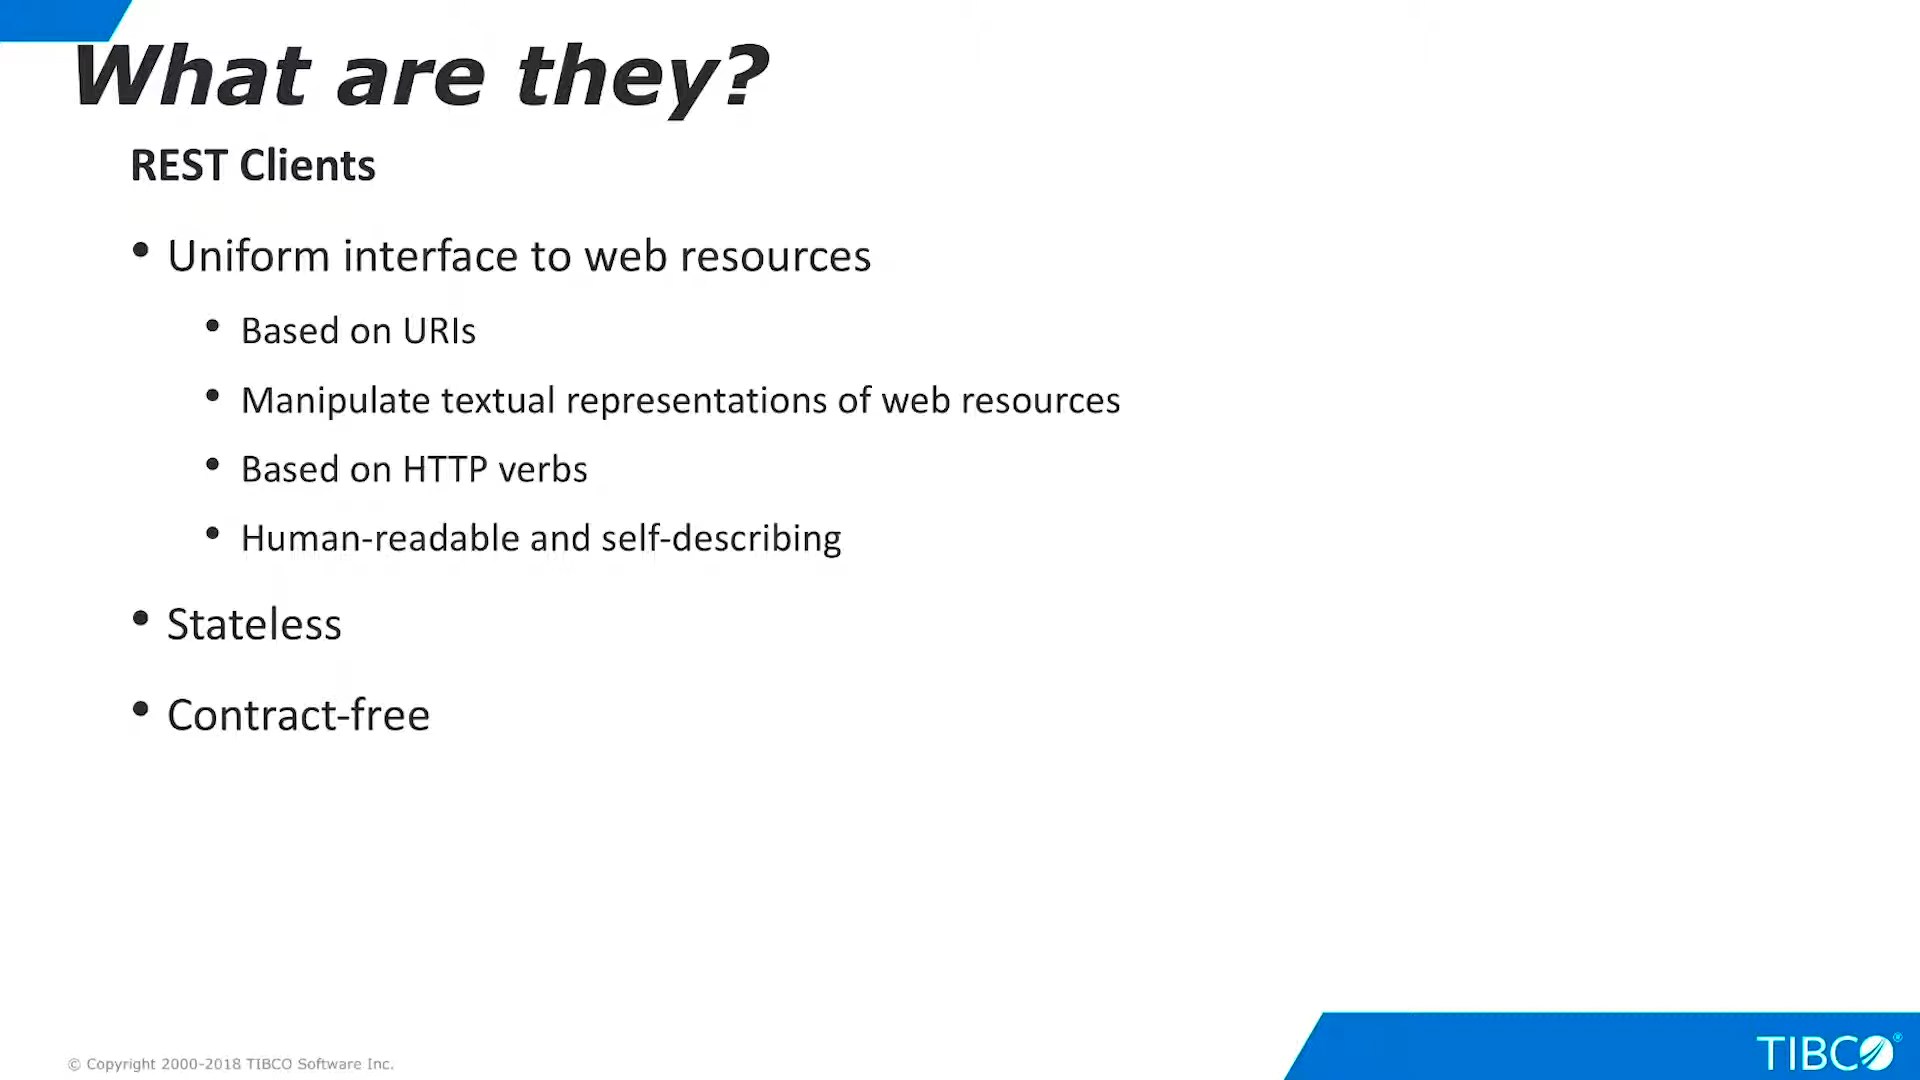 What are they?
REST Clients
• Uniform interface to web resources
• Based on URIs
• Manipulate textual representations of web resources
• Based on HTTP verbs
• Human-readable and self-describing
• Stateless
• Contract-free
© Copyright 2000-2018 TIBCO Software Inc.
TIBCO®